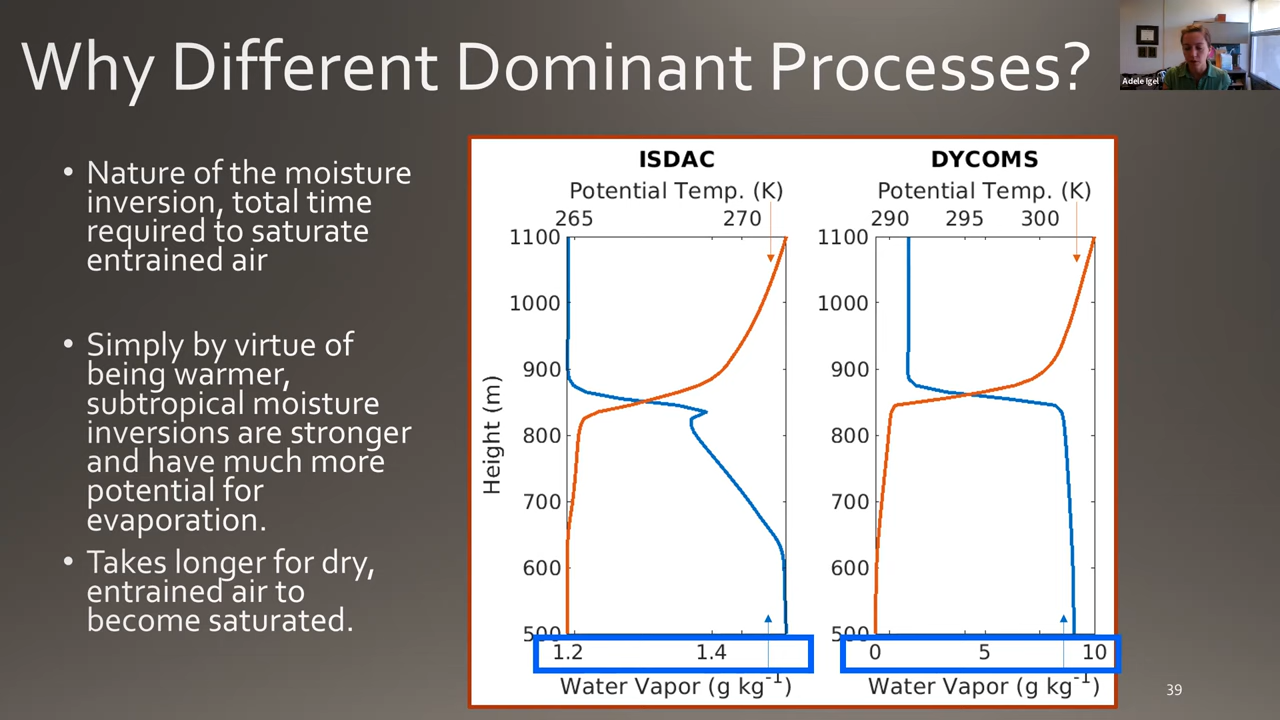 Why Different Dominant Processes?
Adele Igel
• Nature of the moisture
inversion, total time
required to saturate
entrained air
• Simply by virtue of
being warmer,
subtropical moisture
inversions are stronger
and have much more
potential for
evaporation.
• Takes longer for dry,
entrained air to
become saturated.
ISDAC
Potential Temp. (K)
265 270
1100
1000
900
800
700
600
500
Height (m)
1.2 1.4
Water Vapor (g kg⁻¹)
DYCOMS
Potential Temp. (K)
290 295 300
1100
1000
900
800
700
600
500
0 5 10
Water Vapor (g kg⁻¹)
39